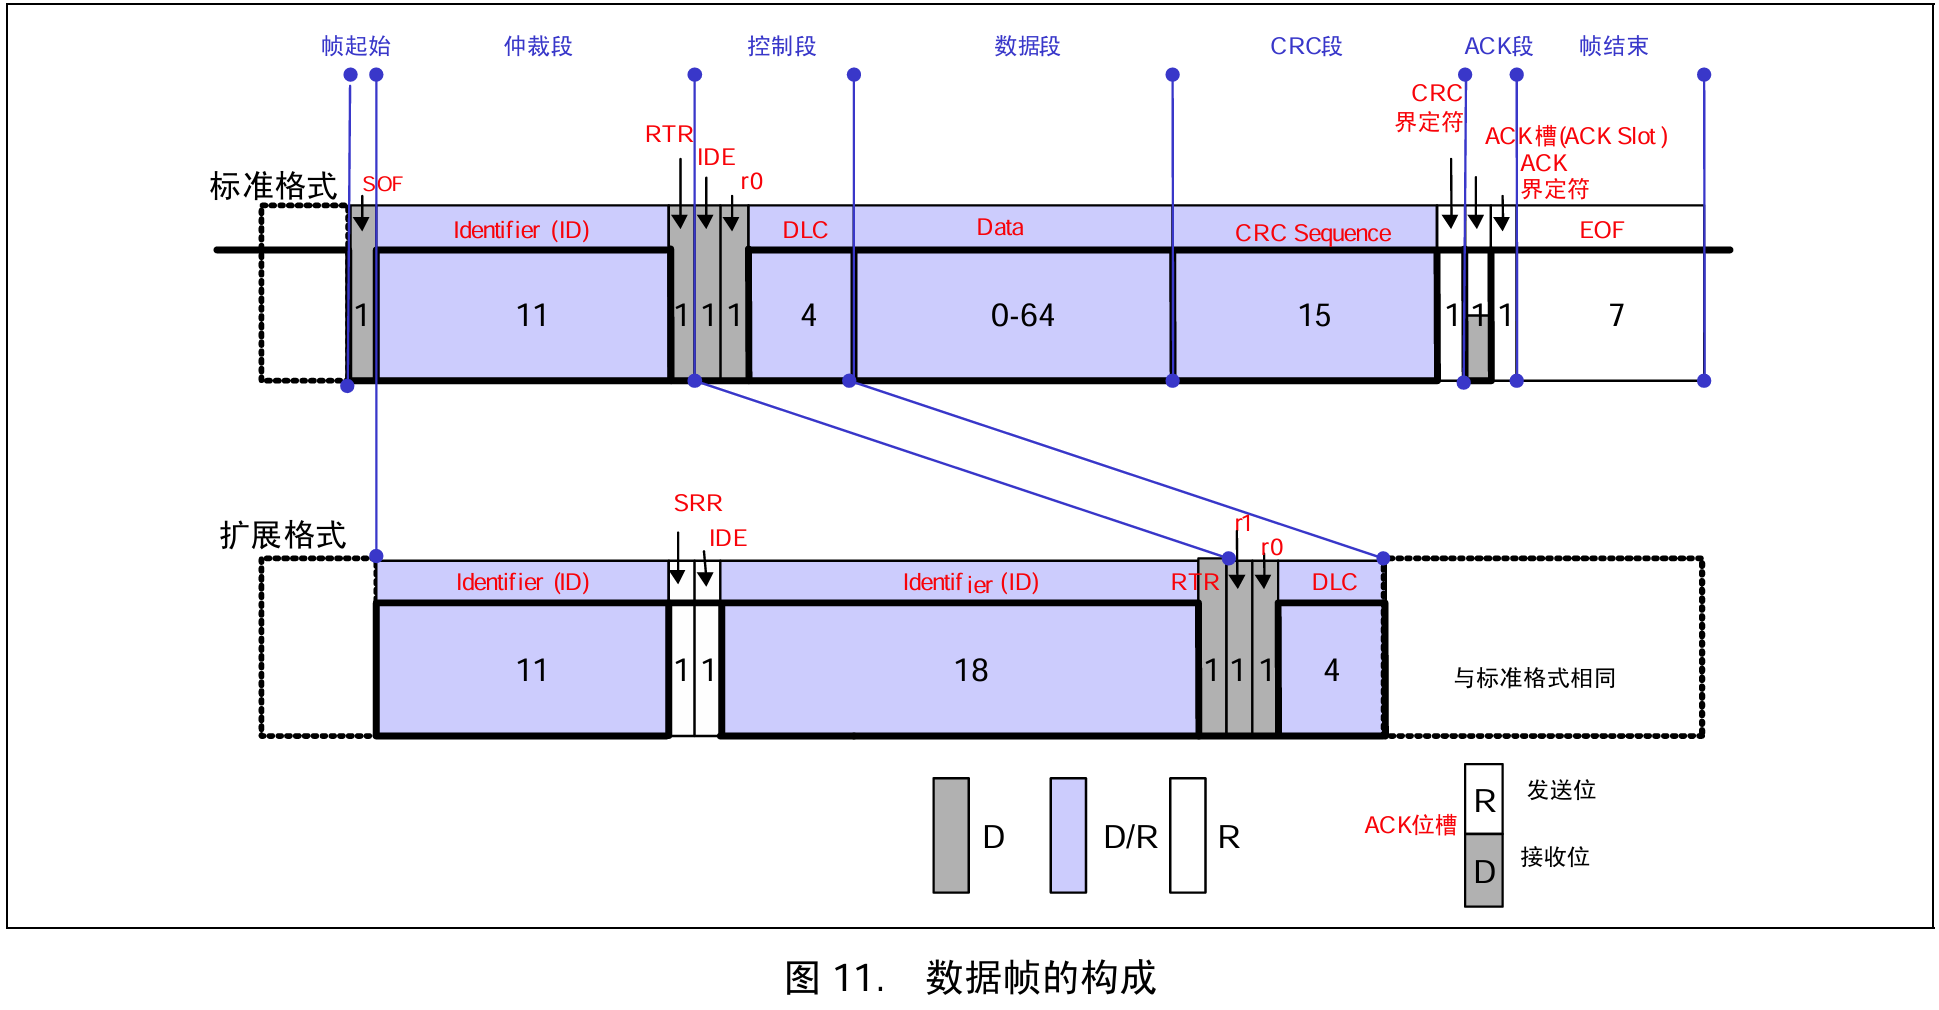 帧起始 仲裁段 控制段 数据段 CRC段 ACK段 帧结束
CRC
界定符
RTR
ACK槽(ACK Slot)
IDE
ACK
r0
界定符
标准格式
SOF
Identifier (ID) DLC Data CRC Sequence EOF
1 11 1 1 1 4 0-64 15 1 1 1 7
SRR
r1
扩展格式
IDE
r0
Identifier (ID) Identifier (ID) RTR DLC
11 1 1 18 1 1 1 4 与标准格式相同
D D/R R
ACK位槽
R 发送位
D 接收位
图 11. 数据帧的构成